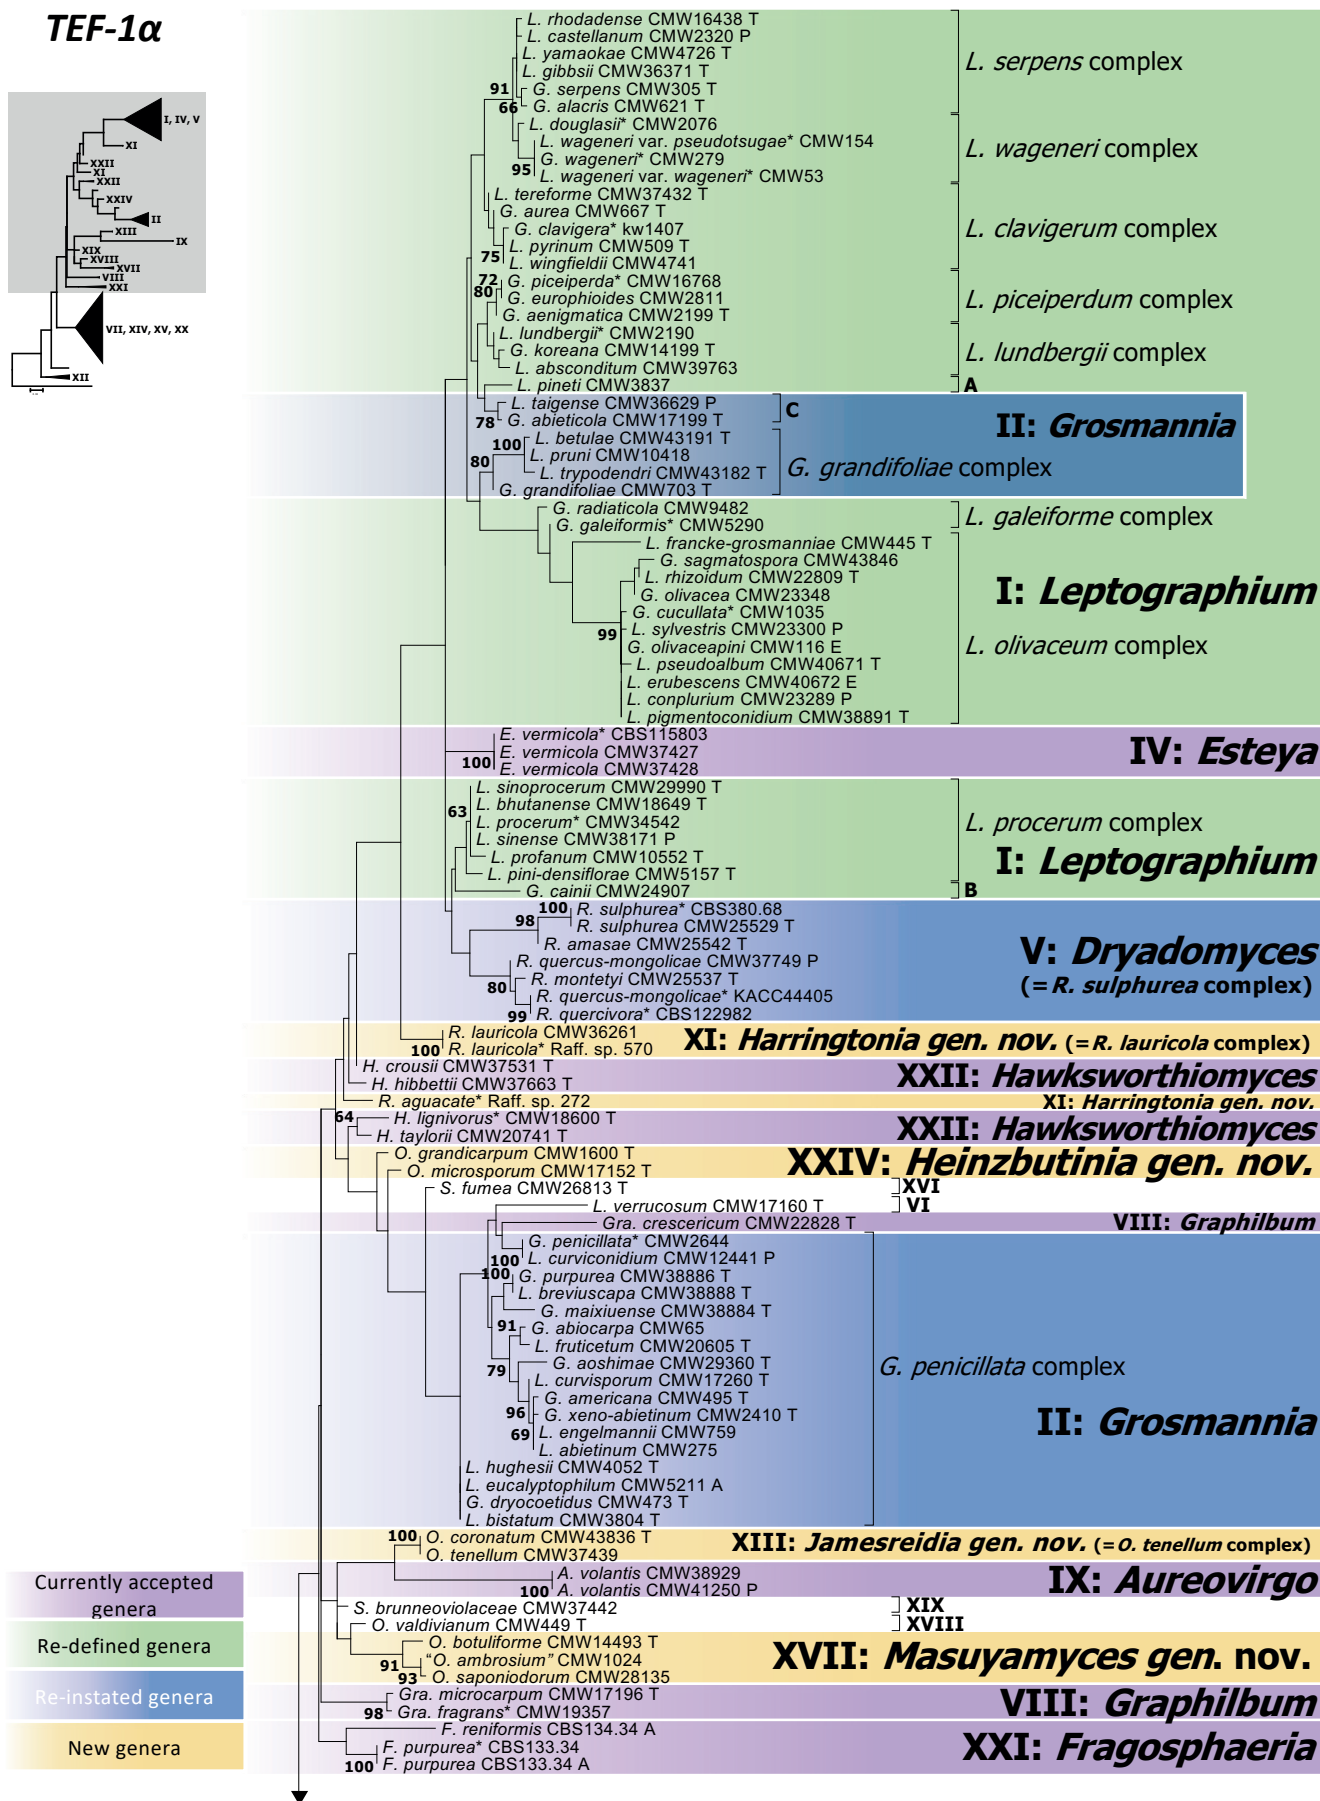 TEF-1α
I, IV, V
XI
XXII
XI
XXII
XXIV
II
XIII
IX
XIX
XVIII
XVII
VIII
XXI
VII, XIV, XV, XX
XII
L. rhodadense CMW16438 T
L. castellanum CMW2320 P
L. yamaokae CMW4726 T
L. gibbsii CMW36371 T
91
G. serpens CMW305 T
66
G. alacris CMW621 T
L. serpens complex
L. douglasii* CMW2076
L. wageneri var. pseudotsugae* CMW154
G. wageneri* CMW279
95
L. wageneri var. wageneri* CMW53
L. wageneri complex
L. tereforme CMW37432 T
G. aurea CMW667 T
G. clavigera* kw1407
L. pyrinum CMW509 T
75
L. wingfieldii CMW4741
L. clavigerum complex
72
G. piceiperda* CMW16768
80
G. europhioides CMW2811
G. aenigmatica CMW2199 T
L. piceiperdum complex
L. lundbergii* CMW2190
G. koreana CMW14199 T
L. absconditum CMW39763
L. lundbergii complex
L. pineti CMW3837
A
L. taigense CMW36629 P
78
G. abieticola CMW17199 T
C
II: Grosmannia
100
L. betulae CMW43191 T
L. pruni CMW10418
80
L. trypodendri CMW43182 T
G. grandifoliae CMW703 T
G. grandifoliae complex
G. radiaticola CMW9482
G. galeiformis* CMW5290
L. galeiforme complex
L. francke-grosmanniae CMW445 T
G. sagmatospora CMW43846
L. rhizoidum CMW22809 T
G. olivacea CMW23348
G. cucullata* CMW1035
99
L. sylvestris CMW23300 P
G. olivaceapini CMW116 E
L. pseudoalbum CMW40671 T
L. erubescens CMW40672 E
L. conplurium CMW23289 P
L. pigmentoconidium CMW38891 T
I: Leptographium
L. olivaceum complex
E. vermicola* CBS115803
E. vermicola CMW37427
100
E. vermicola CMW37428
IV: Esteya
L. sinoprocerum CMW29990 T
L. bhutanense CMW18649 T
63
L. procerum* CMW34542
L. sinense CMW38171 P
L. profanum CMW10552 T
L. pini-densiflorae CMW5157 T
L. procerum complex
I: Leptographium
G. cainii CMW24907
B
100
R. sulphurea* CBS380.68
98
R. sulphurea CMW25529 T
R. amasae CMW25542 T
R. quercus-mongolicae CMW37749 P
80
R. montetyi CMW25537 T
R. quercus-mongolicae* KACC44405
99
R. quercivora* CBS122982
V: Dryadomyces
(=R. sulphurea complex)
R. lauricola CMW36261
100
R. lauricola* Raff. sp. 570
XI: Harringtonia gen. nov. (=R. lauricola complex)
H. crousii CMW37531 T
H. hibbettii CMW37663 T
XXII: Hawksworthiomyces
R. aguacate* Raff. sp. 272
XI: Harringtonia gen. nov.
64
H. lignivorus* CMW18600 T
H. taylorii CMW20741 T
XXII: Hawksworthiomyces
O. grandicarpum CMW1600 T
O. microsporum CMW17152 T
XXIV: Heinzbutinia gen. nov.
S. fumea CMW26813 T
XVI
L. verrucosum CMW17160 T
VI
Gra. crescericum CMW22828 T
VIII: Graphilbum
G. penicillata* CMW2644
100
L. curviconidium CMW12441 P
100
G. purpurea CMW38886 T
L. breviuscapa CMW38888 T
G. maixiuense CMW38884 T
91
G. abiocarpa CMW65
L. fruticetum CMW20605 T
79
G. aoshimae CMW29360 T
L. curvisporum CMW17260 T
G. americana CMW495 T
96
G. xeno-abietinum CMW2410 T
69
L. engelmannii CMW759
L. abietinum CMW275
L. hughesii CMW4052 T
L. eucalyptophilum CMW5211 A
G. dryocoetidus CMW473 T
L. bistatum CMW3804 T
G. penicillata complex
II: Grosmannia
100
O. coronatum CMW43836 T
O. tenellum CMW37439
XIII: Jamesreidia gen. nov. (=O. tenellum complex)
A. volantis CMW38929
100
A. volantis CMW41250 P
IX: Aureovirgo
S. brunneoviolaceae CMW37442
XIX
O. valdivianum CMW449 T
XVIII
O. botuliforme CMW14493 T
91
"O. ambrosium" CMW1024
93
O. saponiodorum CMW28135
XVII: Masuyamyces gen. nov.
Gra. microcarpum CMW17196 T
98
Gra. fragrans* CMW19357
VIII: Graphilbum
F. reniformis CBS134.34 A
F. purpurea* CBS133.34
100
F. purpurea CBS133.34 A
XXI: Fragosphaeria
Currently accepted
genera
Re-defined genera
Re-instated genera
New genera